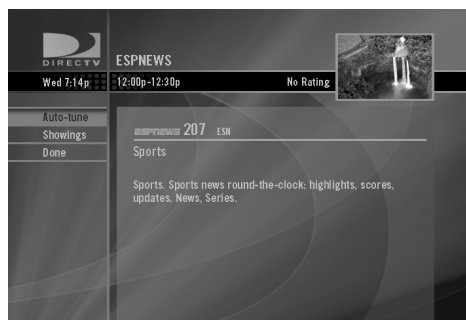 DIRECTV
ESPNEWS
Wed 7:14p 12:00p-12:30p No Rating
Auto-tune
Showings
Done
ESPNEWS 207 ESN
Sports
Sports. Sports news round-the-clock: highlights, scores,
updates. News, Series.